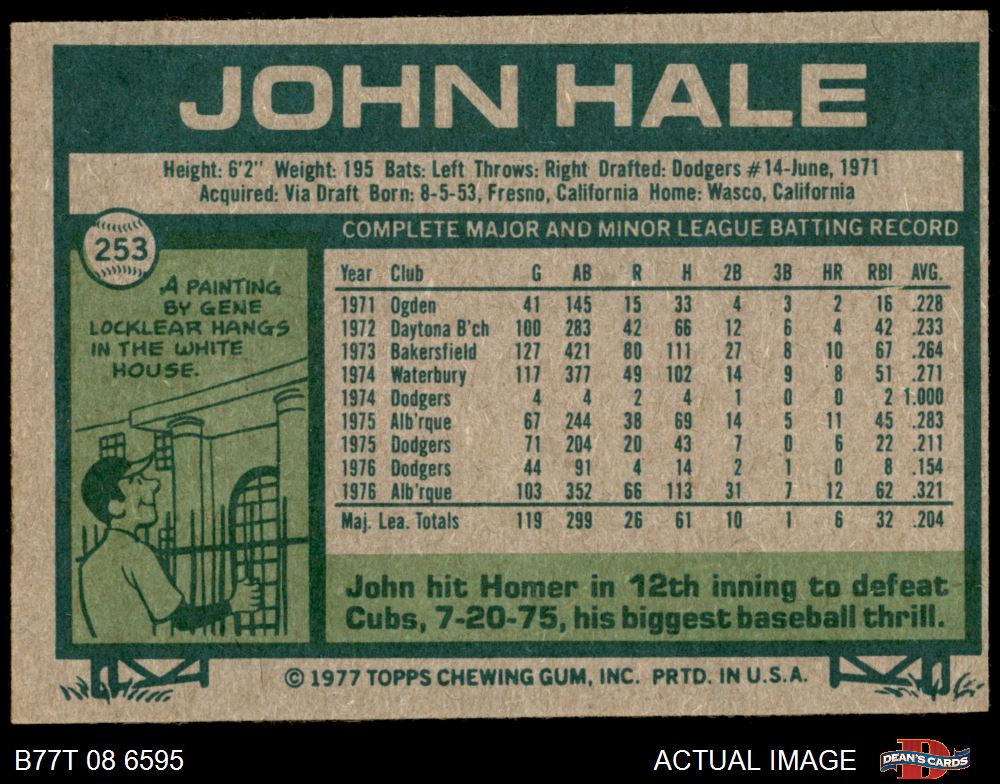 JOHN HALE
Height: 6'2" Weight: 195 Bats: Left Throws: Right Drafted: Dodgers #14-June, 1971
Acquired: Via Draft Born: 8-5-53, Fresno, California Home: Wasco, California
253
A PAINTING
BY GENE
LOCKLEAR HANGS
IN THE WHITE
HOUSE.
COMPLETE MAJOR AND MINOR LEAGUE BATTING RECORD
Year Club G AB R H 2B 3B HR RBI AVG.
1971 Ogden 41 145 15 33 4 3 2 16 .228
1972 Daytona B'ch 100 283 42 66 12 6 4 42 .233
1973 Bakersfield 127 421 80 111 27 8 10 67 .264
1974 Waterbury 117 377 49 102 14 9 8 51 .271
1974 Dodgers 4 4 2 4 1 0 0 2 1.000
1975 Alb'rque 67 244 38 69 14 5 11 45 .283
1975 Dodgers 71 204 20 43 7 0 6 22 .211
1976 Dodgers 44 91 4 14 2 1 0 8 .154
1976 Alb'rque 103 352 66 113 31 7 12 62 .321
Maj. Lea. Totals 119 299 26 61 10 1 6 32 .204
John hit Homer in 12th inning to defeat
Cubs, 7-20-75, his biggest baseball thrill.
© 1977 TOPPS CHEWING GUM, INC. PRTD. IN U.S.A.
B77T 08 6595
ACTUAL IMAGE
D
DEAN'S CARDS